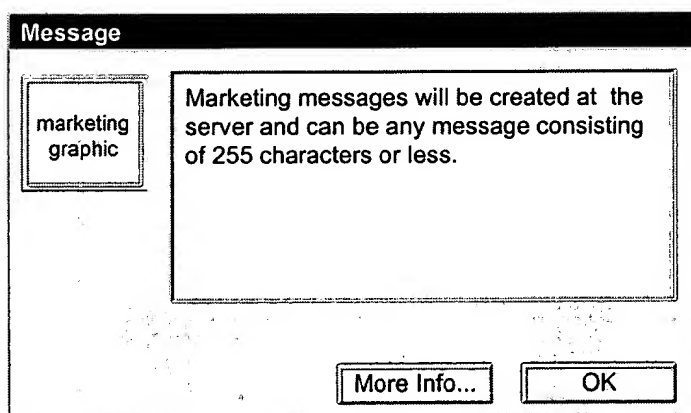 Message
marketing
graphic
Marketing messages will be created at the
server and can be any message consisting
of 255 characters or less.
More Info...
OK